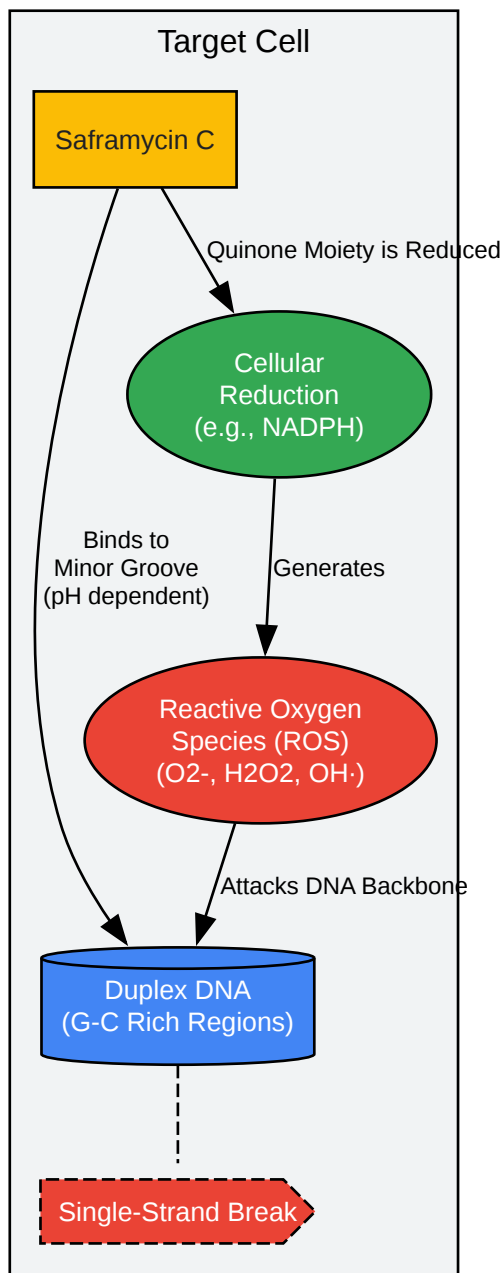 Target Cell
Saframycin C
Quinone Moiety is Reduced
Cellular
Reduction
(e.g., NADPH)
Binds to
Minor Groove
(pH dependent)
Generates
Reactive Oxygen
Species (ROS)
(O2-, H2O2, OH·)
Attacks DNA Backbone
Duplex DNA
(G-C Rich Regions)
Single-Strand Break